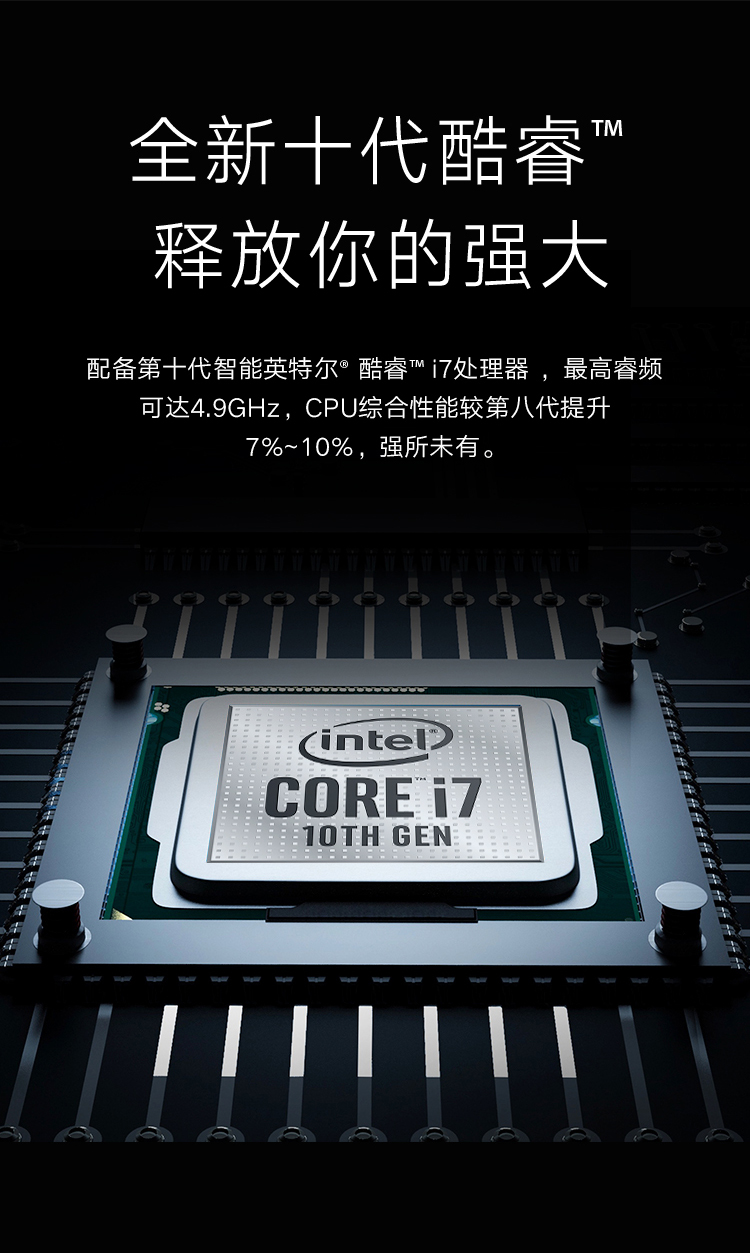 全新十代酷睿™
释放你的强大
配备第十代智能英特尔® 酷睿™ i7处理器 ，最高睿频
可达4.9GHz，CPU综合性能较第八代提升
7%~10%，强所未有。
intel®
CORE™ i7
10TH GEN